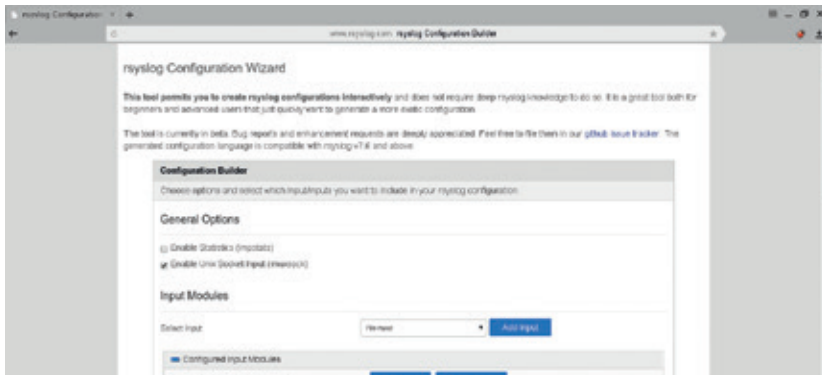 rsyslog Configuration
www.rsyslog.com rsyslog Configuration Builder
rsyslog Configuration Wizard
This tool permits you to create rsyslog configurations interactively and does not require deep rsyslog knowledge to do so. It is a great tool both for
beginners and advanced users that just quickly want to generate a more exotic configuration.
The tool is currently in beta. Bug reports and enhancement requests are deeply appreciated. Feel free to file them in our github issue tracker. The
generated configuration language is compatible with rsyslog v7.6 and above.
Configuration Builder
Choose options and select which input/inputs you want to include in your rsyslog configuration.
General Options
Enable Statistics (impstats)
Enable Unix Socket Input (imuxsock)
Input Modules
Select Input
Add Input
Configured Input Modules